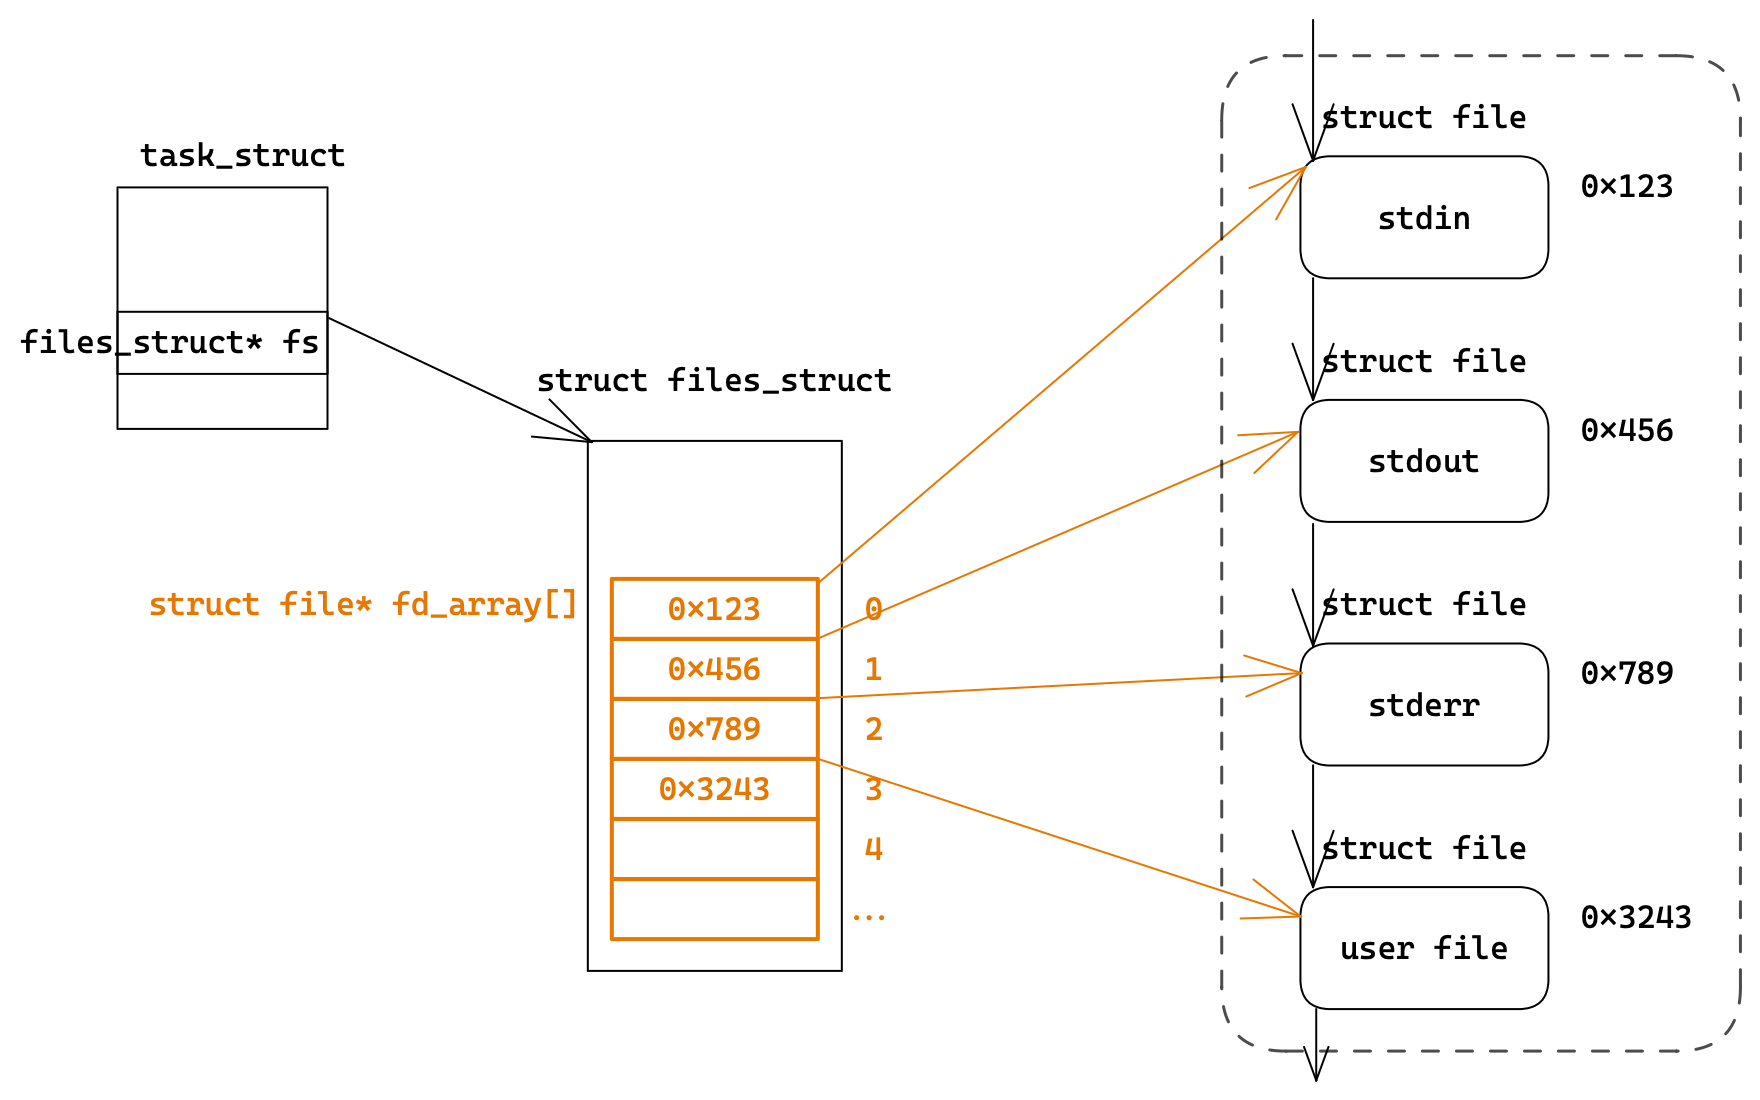 task_struct
files_struct* fs
struct files_struct
struct file* fd_array[]
0×123 0
0×456 1
0×789 2
0×3243 3
4
...
struct file
stdin
0×123
struct file
stdout
0×456
struct file
stderr
0×789
struct file
user file
0×3243